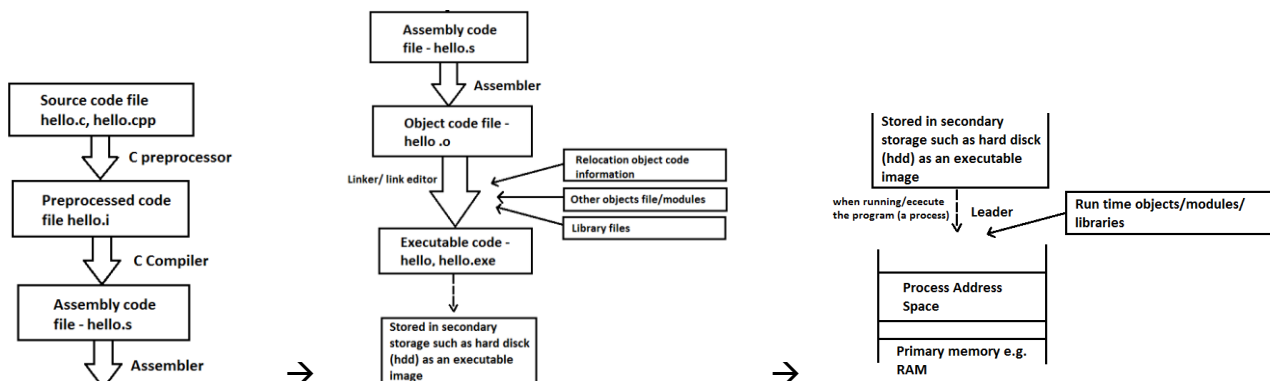 Source code file
hello.c, hello.cpp
C preprocessor
Preprocessed code
file hello.i
C Compiler
Assembly code
file - hello.s
Assembler
→
Assembly code
file - hello.s
Assembler
Object code file -
hello .o
Linker/ link editor
Relocation object code
information
Other objects file/modules
Library files
Executable code -
hello, hello.exe
Stored in secondary
storage such as hard disck
(hdd) as an executable
image
→
Stored in secondary
storage such as hard disck
(hdd) as an executable
image
when running/ececute
the program (a process)
Leader
Run time objects/modules/
libraries
Process Address
Space
Primary memory e.g.
RAM